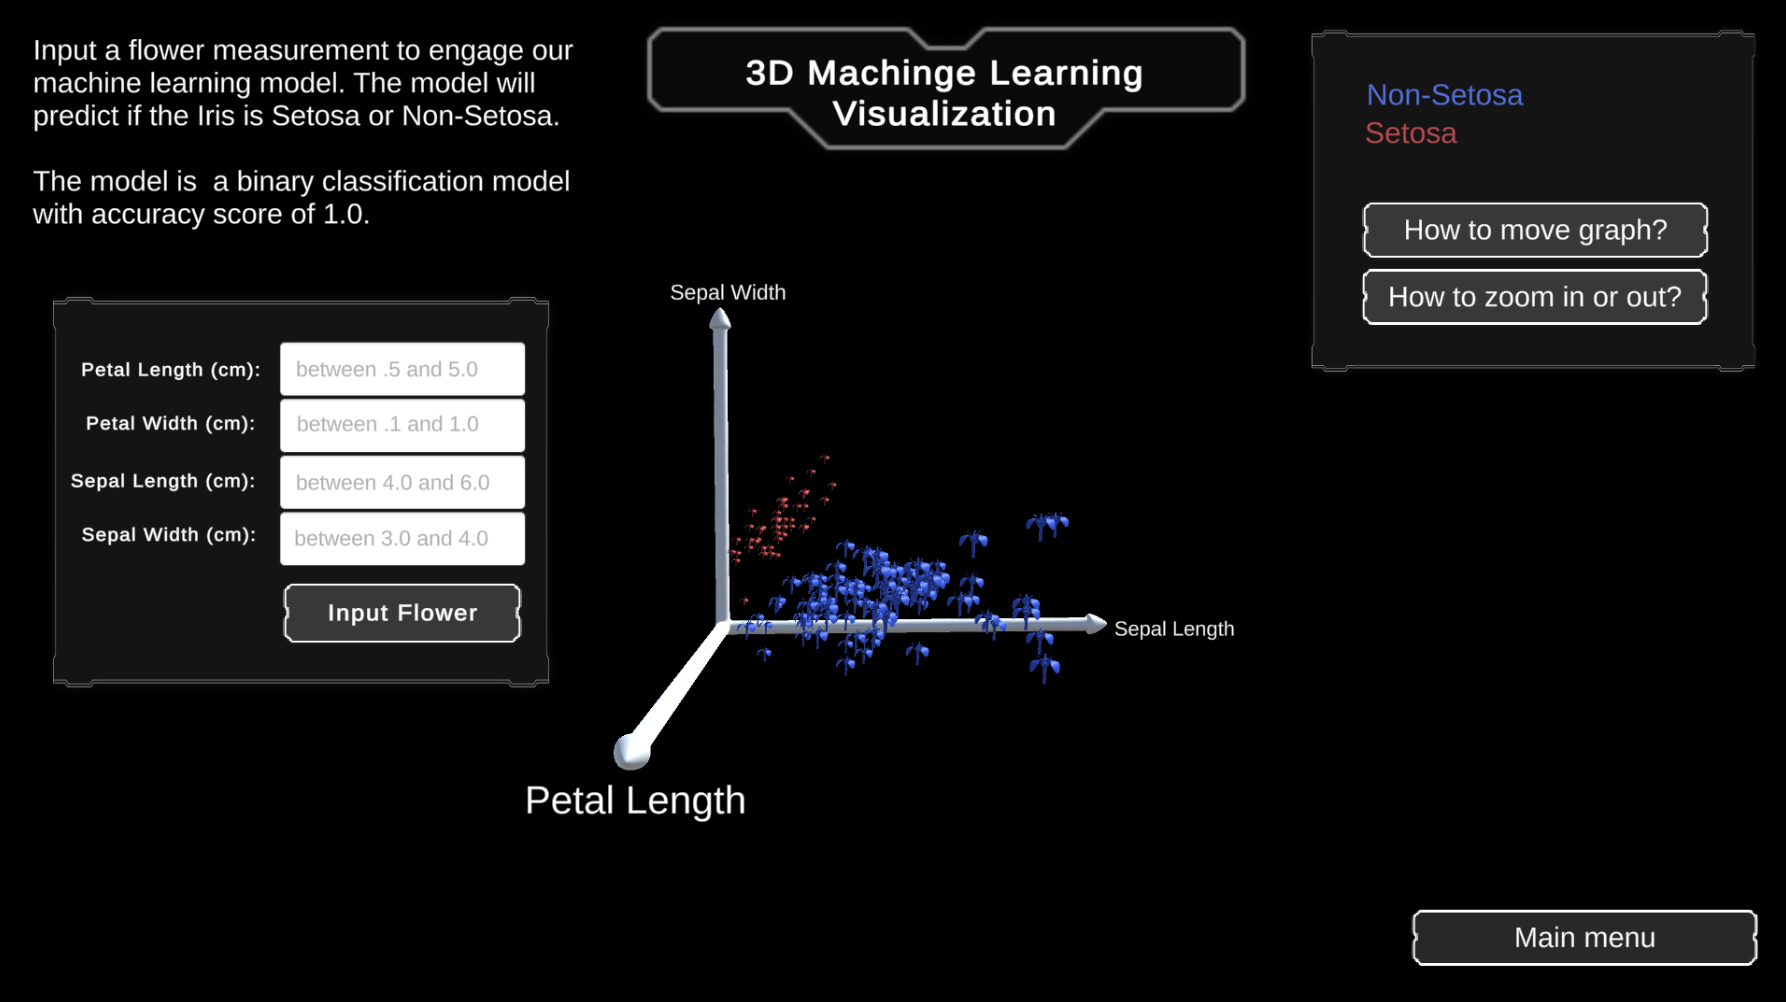 Input a flower measurement to engage our
machine learning model. The model will
predict if the Iris is Setosa or Non-Setosa.
The model is  a binary classification model
with accuracy score of 1.0.
3D Machinge Learning
Visualization
Non-Setosa
Setosa
How to move graph?
How to zoom in or out?
Petal Length (cm): between .5 and 5.0
Petal Width (cm): between .1 and 1.0
Sepal Length (cm): between 4.0 and 6.0
Sepal Width (cm): between 3.0 and 4.0
Input Flower
Sepal Width
Sepal Length
Petal Length
Main menu